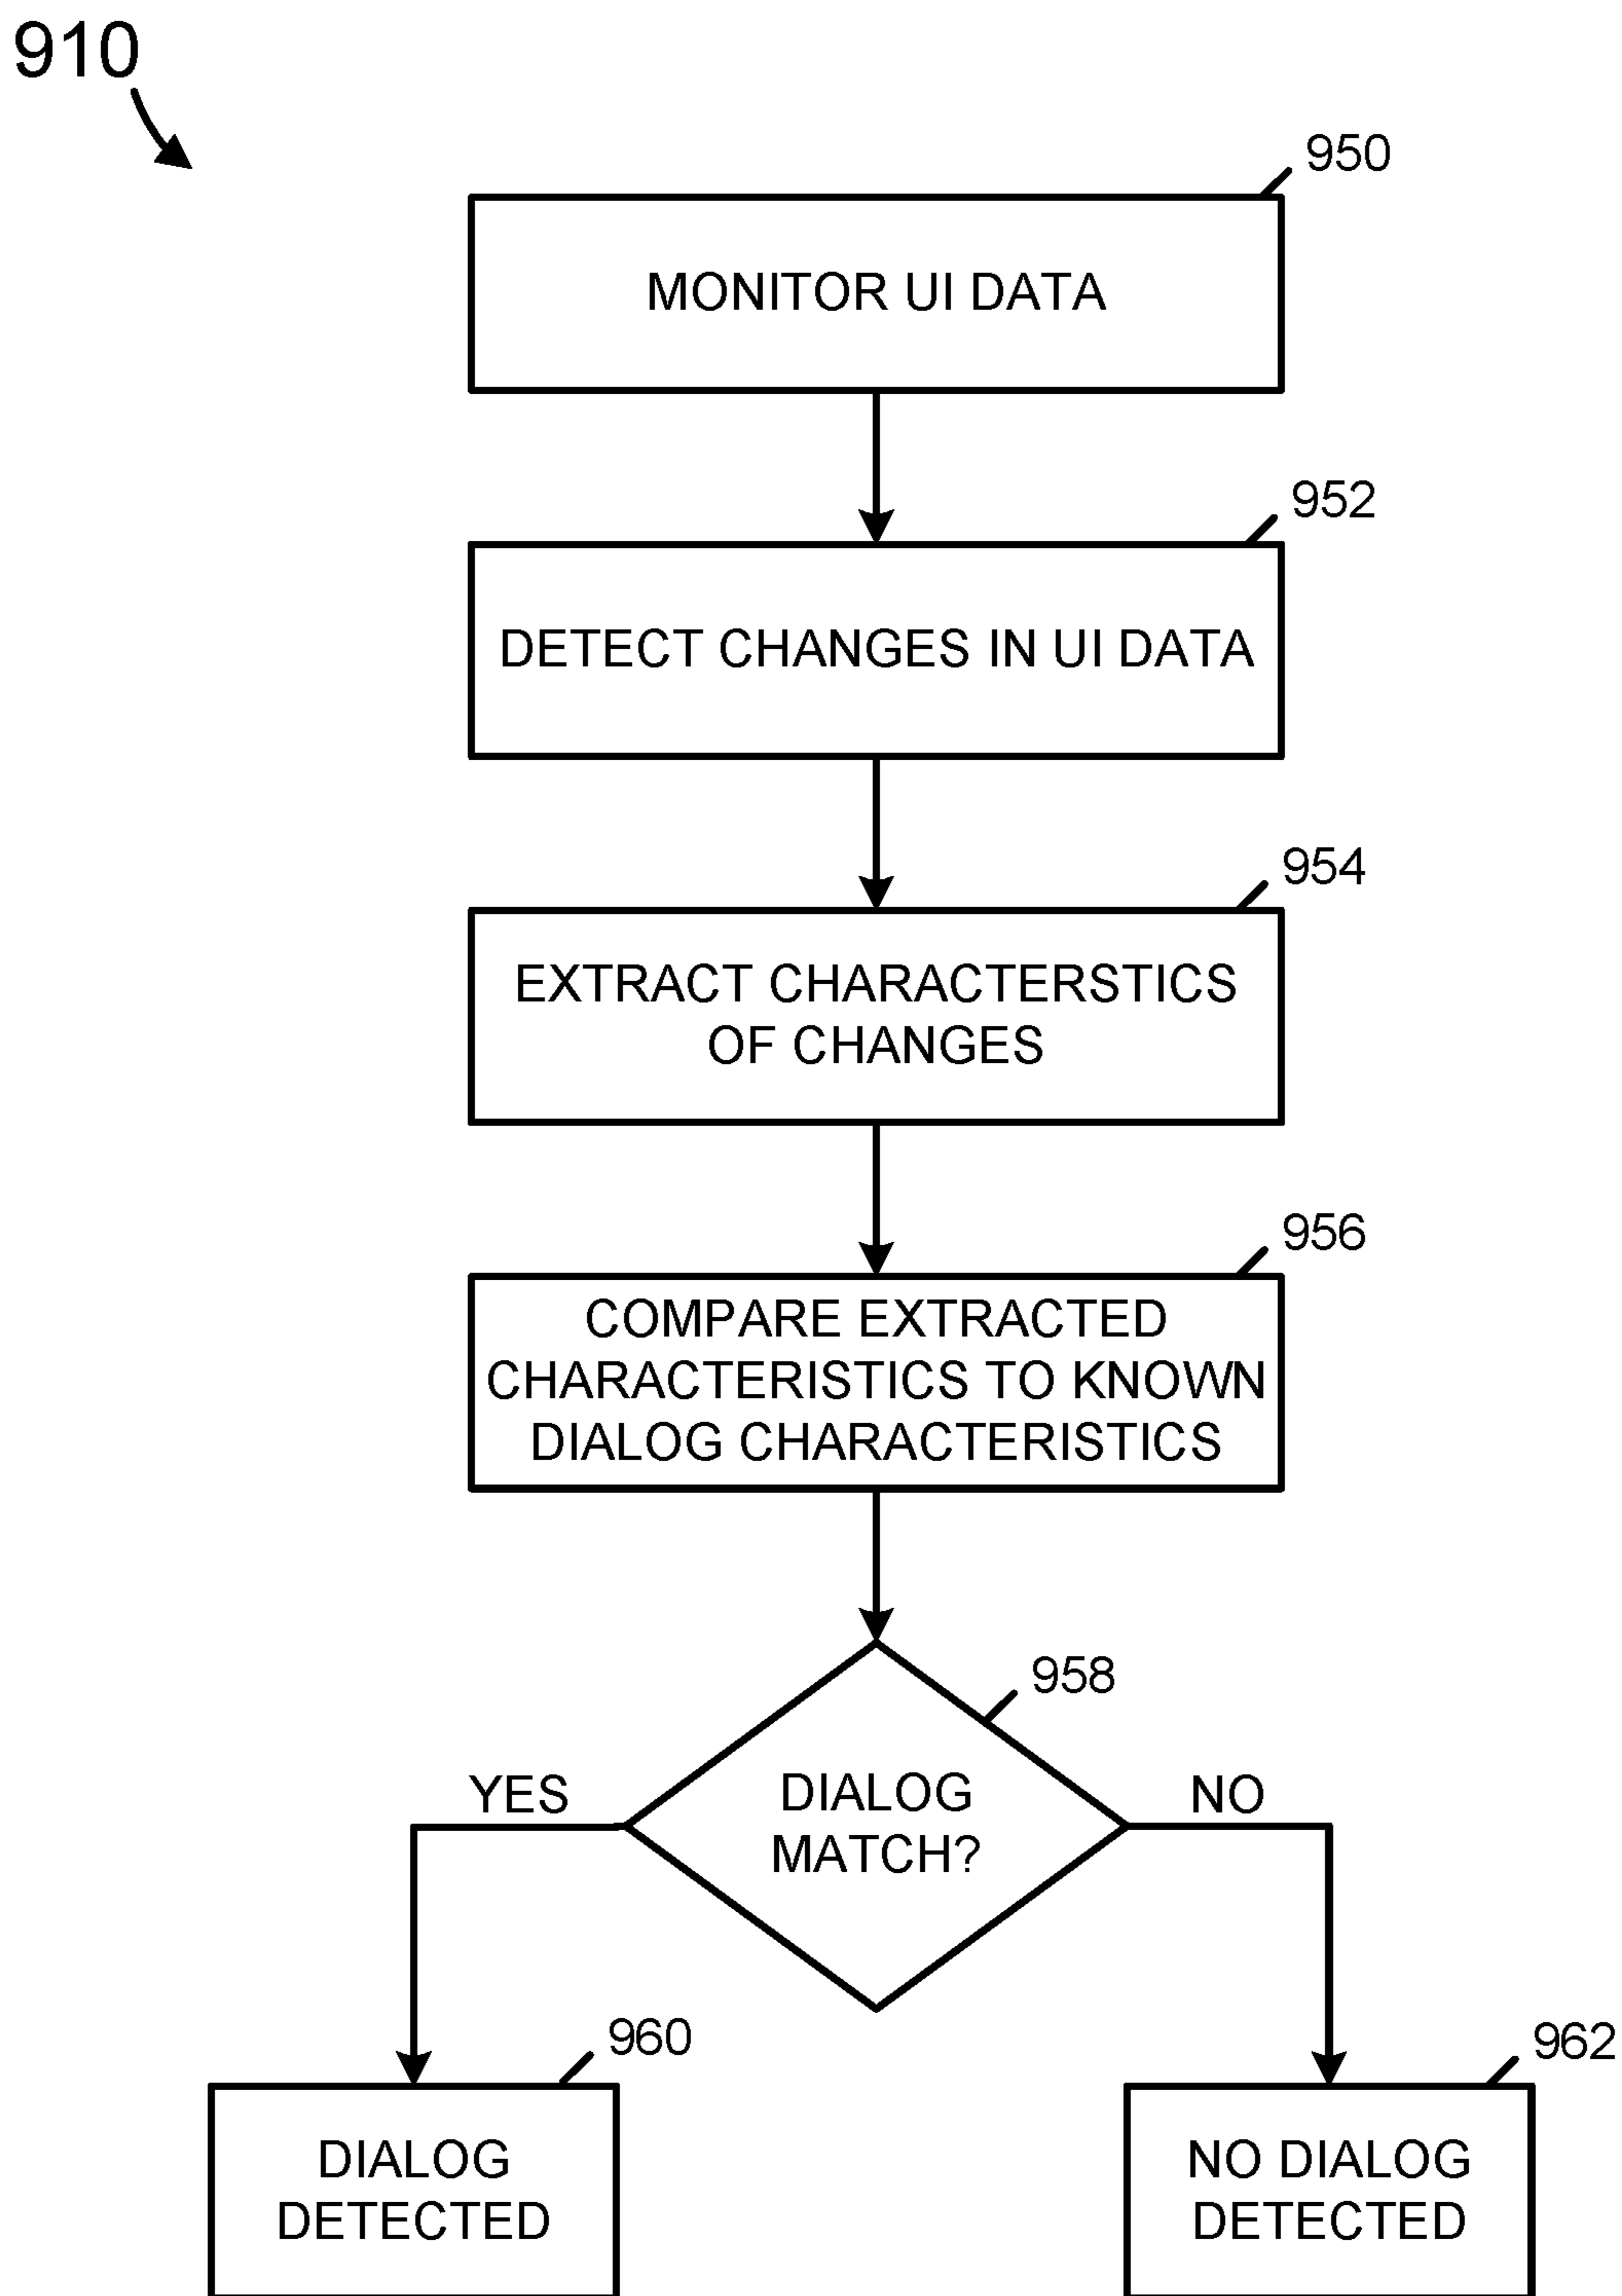 910
950
MONITOR UI DATA
952
DETECT CHANGES IN UI DATA
954
EXTRACT CHARACTERSTICS
OF CHANGES
956
COMPARE EXTRACTED
CHARACTERISTICS TO KNOWN
DIALOG CHARACTERISTICS
958
DIALOG
MATCH?
YES
NO
960
DIALOG
DETECTED
962
NO DIALOG
DETECTED